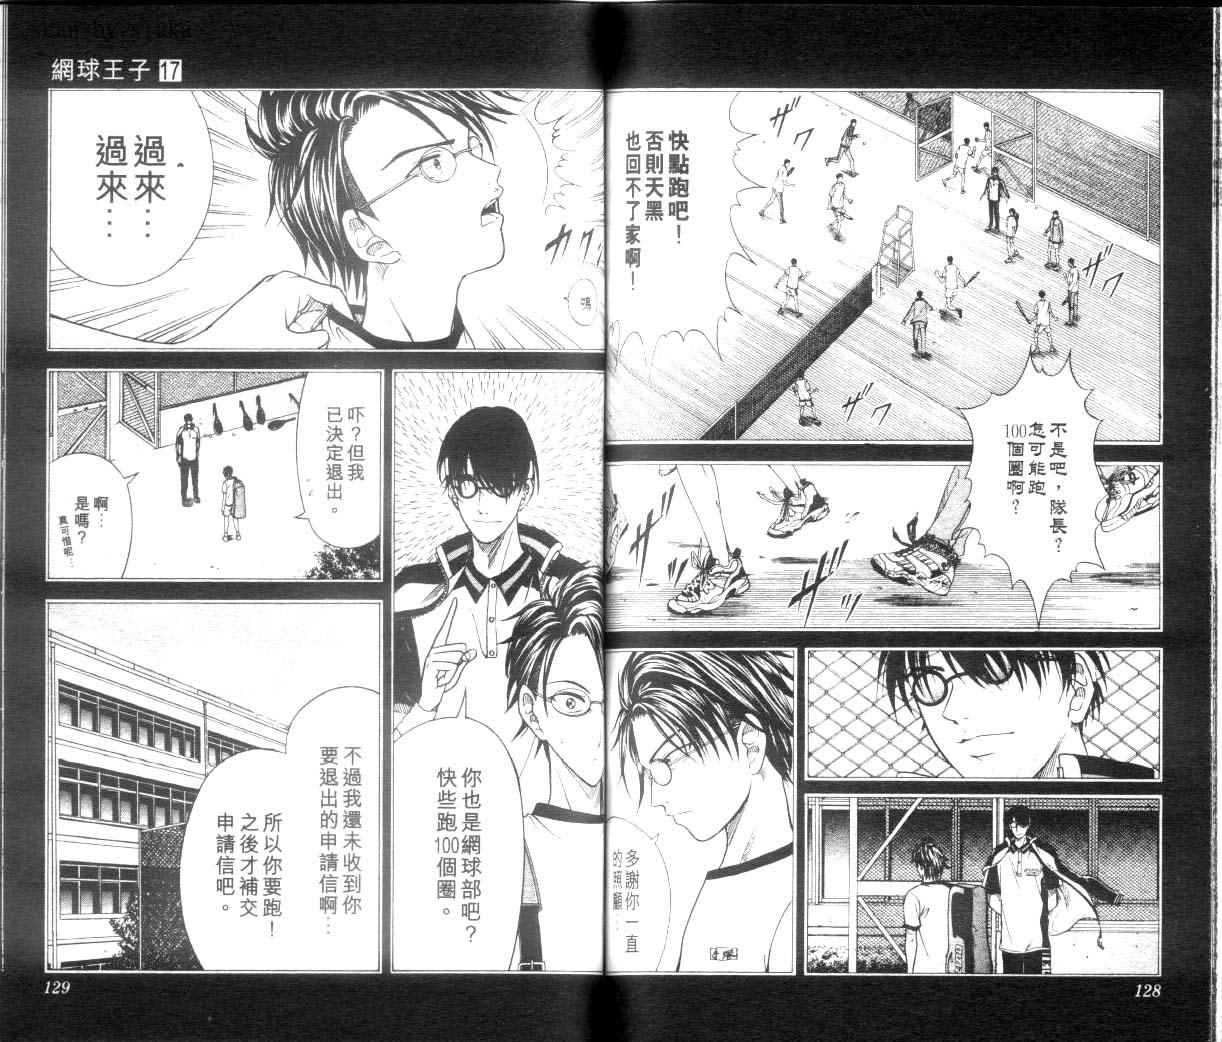 網球王子 17
快點跑吧！
否則天黑
也回不了家啊！
不是吧，隊長？
怎可能跑
100個圈啊？
多謝你一直
的照顧…
過來…
過來…
嗚
你也是網球部吧？
快些跑100個圈。
吓？但我
已決定退出。
啊…
是嗎？
真可惜呢…
不過我還未收到你
要退出的申請信啊…
所以你要跑！
之後才補交
申請信吧。
129
128